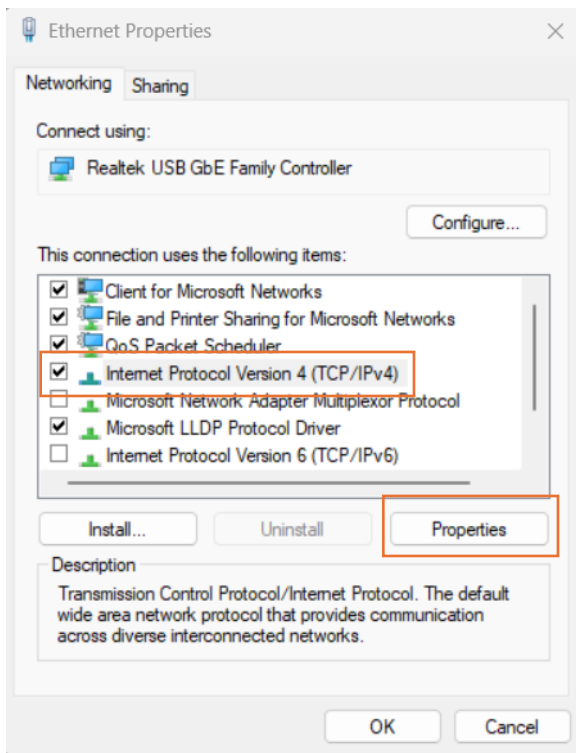 Ethernet Properties
Networking
Sharing
Connect using:
Realtek USB GbE Family Controller
Configure...
This connection uses the following items:
Client for Microsoft Networks
File and Printer Sharing for Microsoft Networks
QoS Packet Scheduler
Internet Protocol Version 4 (TCP/IPv4)
Microsoft Network Adapter Multiplexor Protocol
Microsoft LLDP Protocol Driver
Internet Protocol Version 6 (TCP/IPv6)
Install...
Uninstall
Properties
Description
Transmission Control Protocol/Internet Protocol. The default
wide area network protocol that provides communication
across diverse interconnected networks.
OK
Cancel